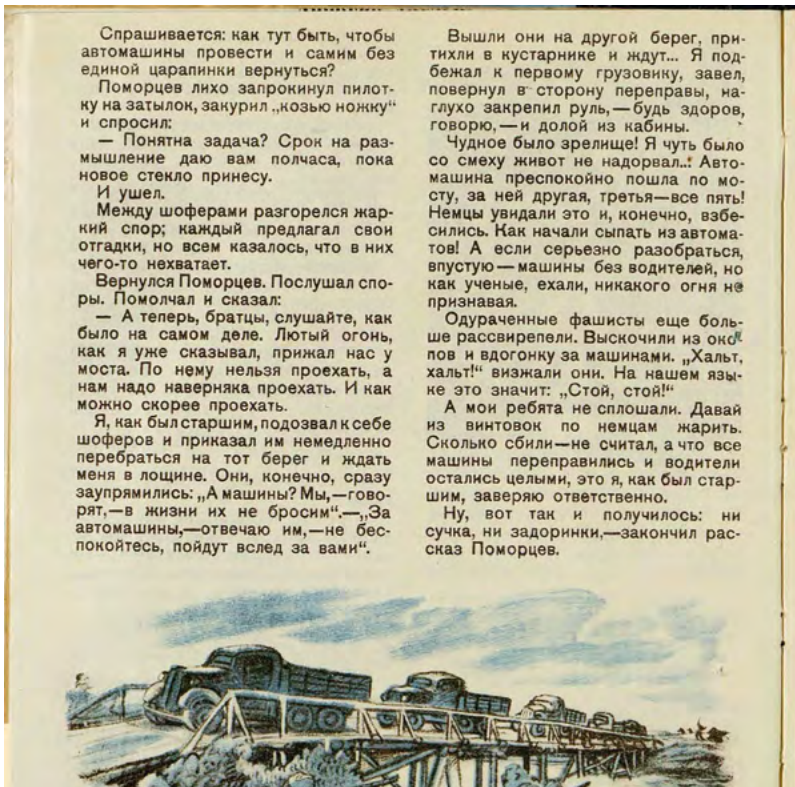 Спрашивается: как тут быть, чтобы
автомашины провести и самим без
единой царапинки вернуться?
Поморцев лихо запрокинул пилот-
ку на затылок, закурил „козью ножку“
и спросил:
— Понятна задача? Срок на раз-
мышление даю вам полчаса, пока
новое стекло принесу.
И ушел.
Между шоферами разгорелся жар-
кий спор; каждый предлагал свои
отгадки, но всем казалось, что в них
чего-то нехватает.
Вернулся Поморцев. Послушал спо-
ры. Помолчал и сказал:
— А теперь, братцы, слушайте, как
было на самом деле. Лютый огонь,
как я уже сказывал, прижал нас у
моста. По нему нельзя проехать, а
нам надо наверняка проехать. И как
можно скорее проехать.
Я, как был старшим, подозвал к себе
шоферов и приказал им немедленно
перебраться на тот берег и ждать
меня в лощине. Они, конечно, сразу
заупрямились: „А машины? Мы,—гово-
рят,—в жизни их не бросим“.—„За
автомашины,—отвечаю им,—не бес-
покойтесь, пойдут вслед за вами“.
Вышли они на другой берег, при-
тихли в кустарнике и ждут... Я под-
бежал к первому грузовику, завел,
повернул в сторону переправы, на-
глухо закрепил руль,—будь здоров,
говорю,—и долой из кабины.
Чудное было зрелище! Я чуть было
со смеху живот не надорвал..: Авто-
машина преспокойно пошла по мо-
сту, за ней другая, третья—все пять!
Немцы увидали это и, конечно, взбе-
сились. Как начали сыпать из автома-
тов! А если серьезно разобраться,
впустую—машины без водителей, но
как ученые, ехали, никакого огня не
признавая.
Одураченные фашисты еще боль-
ше рассвирепели. Выскочили из око-
пов и вдогонку за машинами. „Хальт,
хальт!“ визжали они. На нашем язы-
ке это значит: „Стой, стой!“
А мои ребята не сплошали. Давай
из винтовок по немцам жарить.
Сколько сбили—не считал, а что все
машины переправились и водители
остались целыми, это я, как был стар-
шим, заверяю ответственно.
Ну, вот так и получилось: ни
сучка, ни задоринки,—закончил рас-
сказ Поморцев.